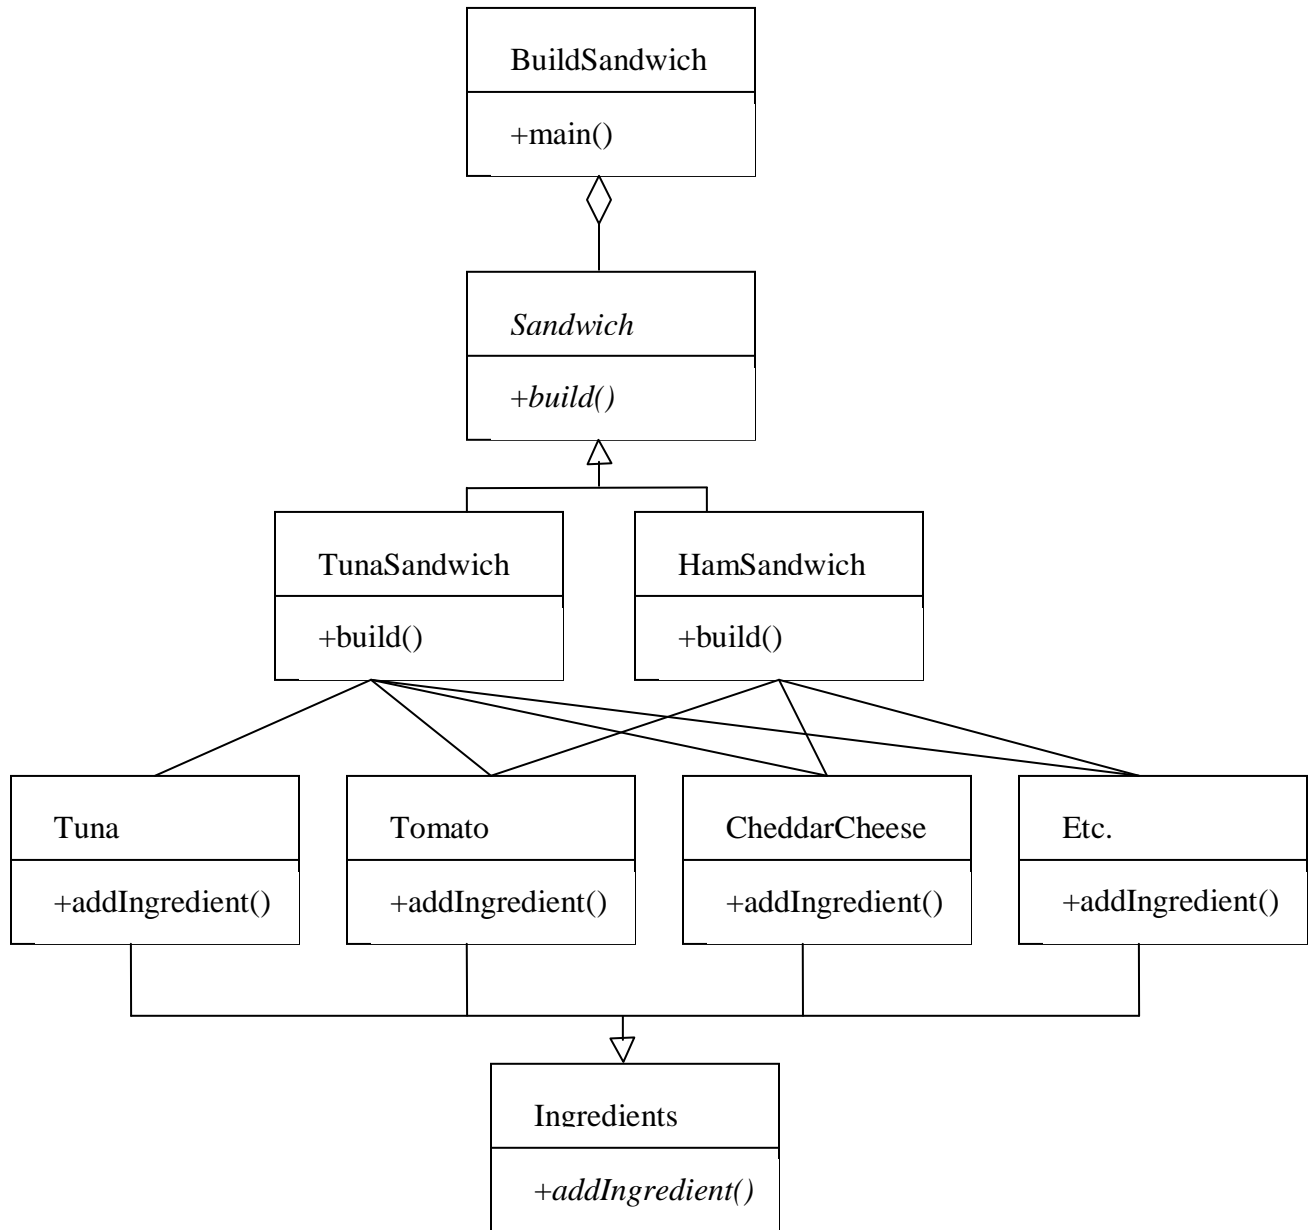 BuildSandwich
+main()
Sandwich
+build()
TunaSandwich
HamSandwich
+build()
+build()
Tuna
Tomato
CheddarCheese
Etc.
+addIngredient()
+addIngredient()
+addIngredient()
+addIngredient()
Ingredients
+addIngredient()